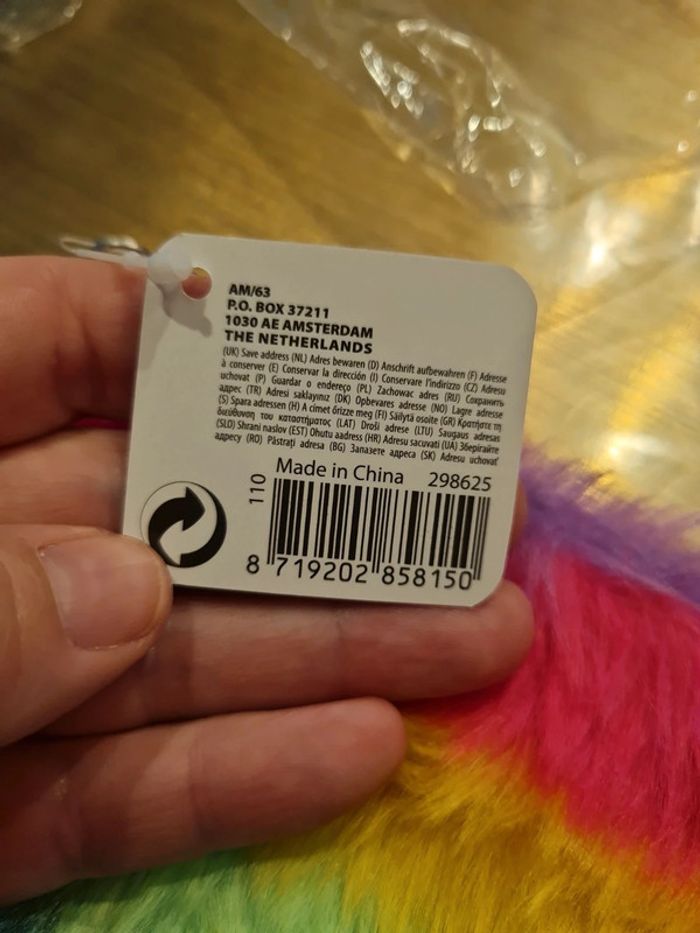 AM/63
P.O. BOX 37211
1030 AE AMSTERDAM
THE NETHERLANDS
(UK) Save address (NL) Adres bewaren (D) Anschrift aufbewahren (F) Adresse
à conserver (E) Conservar la dirección (I) Conservare l'indirizzo (CZ) Adresu
uchovat (P) Guardar o endereço (PL) Zachowac adres (RU) Сохранить
адрес (TR) Adresi saklayınız (DK) Opbevares adresse (NO) Lagre adresse
(S) Spara adressen (H) A cimet őrizze meg (FI) Säilytä osoite (GR) Κρατήστε τη
διεύθυνση του καταστήματος (LAT) Droši adrese (LTU) Saugaus adresas
(SLD) Shrani naslov (EST) Ohutu aadress (HR) Adresu sacuvati (UA) Зберігайте
адресу (RO) Păstrați adresa (BG) Запазете адреса (SK) Adresu uchovať
Made in China 298625
110
8 719202 858150